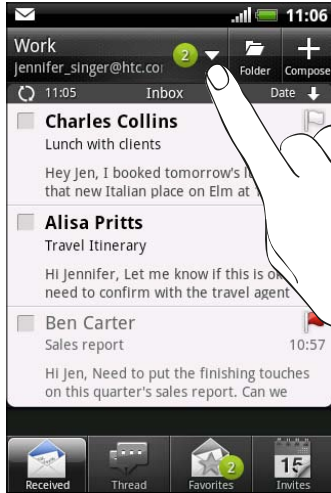 11:06
Work
jennifer_singer@htc.co
2
Folder
Compose
11:05 Inbox Date
Charles Collins
Lunch with clients
Hey Jen, I booked tomorrow's
that new Italian place on Elm at
Alisa Pritts
Travel Itinerary
Hi Jennifer, Let me know if this is
need to confirm with the travel agent
Ben Carter
Sales report 10:57
Hi Jen, Need to put the finishing touches
on this quarter's sales report. Can we
2
15
Received Thread Favorites Invites